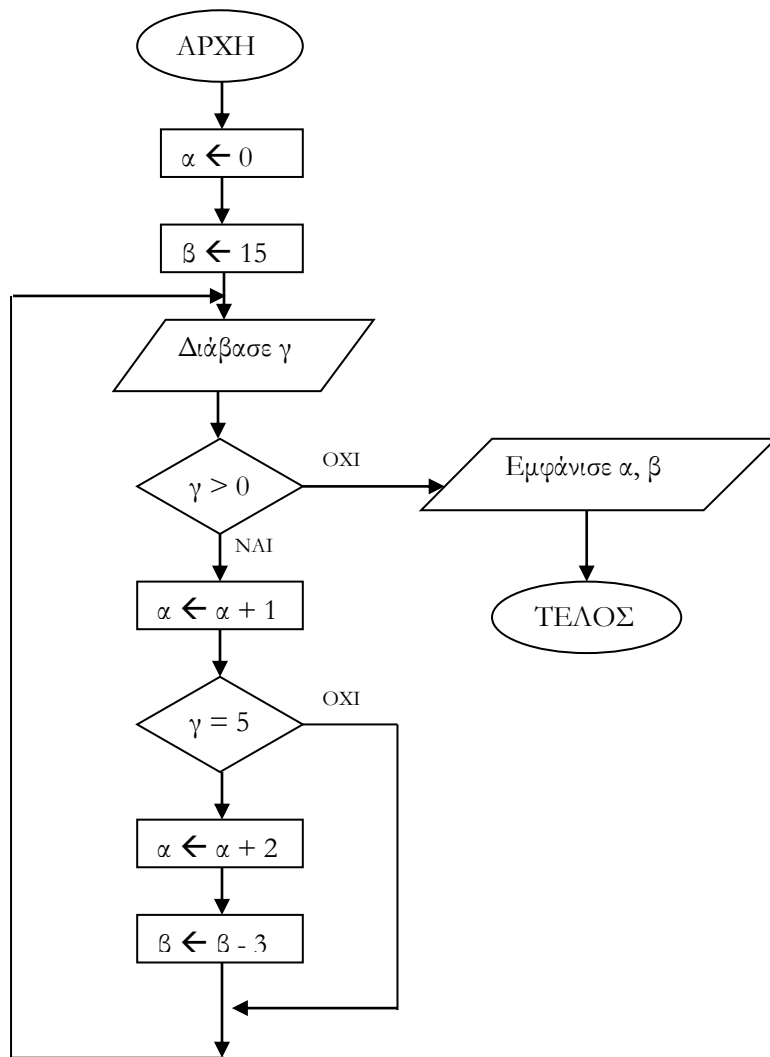 ΑΡΧΗ
α ← 0
β ← 15
Διάβασε γ
γ > 0
ΟΧΙ
Εμφάνισε α, β
ΝΑΙ
α ← α + 1
ΤΕΛΟΣ
γ = 5
ΟΧΙ
α ← α + 2
β ← β - 3